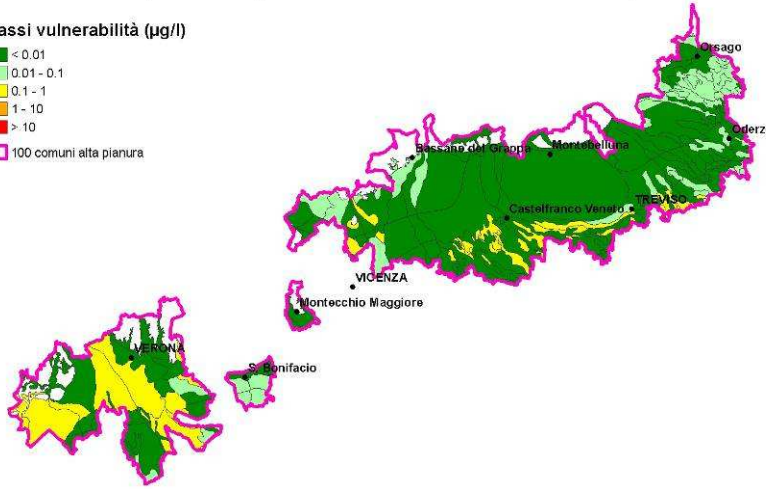 assi vulnerabilità (µg/l)
< 0.01
0.01 - 0.1
0.1 - 1
1 - 10
> 10
100 comuni alta pianura
Orsago
Oderz
Bassano del Grappa
Montebelluna
TREVISO
Castelfranco Veneto
VICENZA
Montecchio Maggiore
VERONA
S. Bonifacio